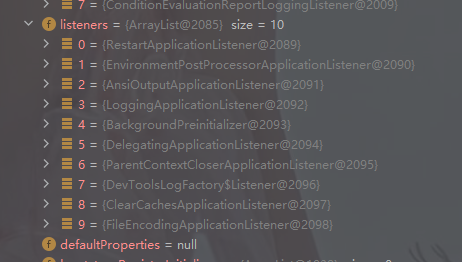 7 = {ConditionEvaluationReportLoggingListener@2009}
f listeners = {ArrayList@2085} size = 10
0 = {RestartApplicationListener@2089}
1 = {EnvironmentPostProcessorApplicationListener@2090}
2 = {AnsiOutputApplicationListener@2091}
3 = {LoggingApplicationListener@2092}
4 = {BackgroundPreinitializer@2093}
5 = {DelegatingApplicationListener@2094}
6 = {ParentContextCloserApplicationListener@2095}
7 = {DevToolsLogFactory$Listener@2096}
8 = {ClearCachesApplicationListener@2097}
9 = {FileEncodingApplicationListener@2098}
f defaultProperties = null